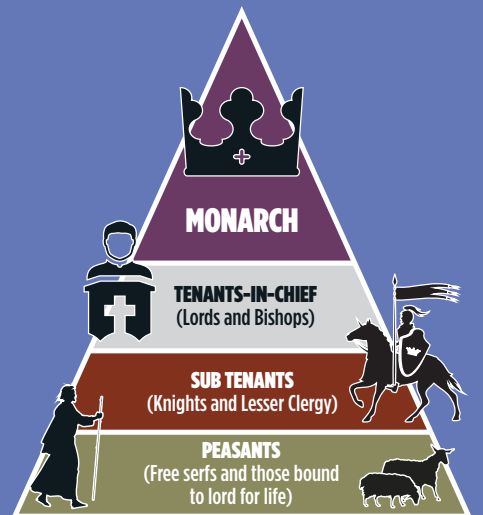 MONARCH
TENANTS-IN-CHIEF
(Lords and Bishops)
SUB TENANTS
(Knights and Lesser Clergy)
PEASANTS
(Free serfs and those bound
to lord for life)